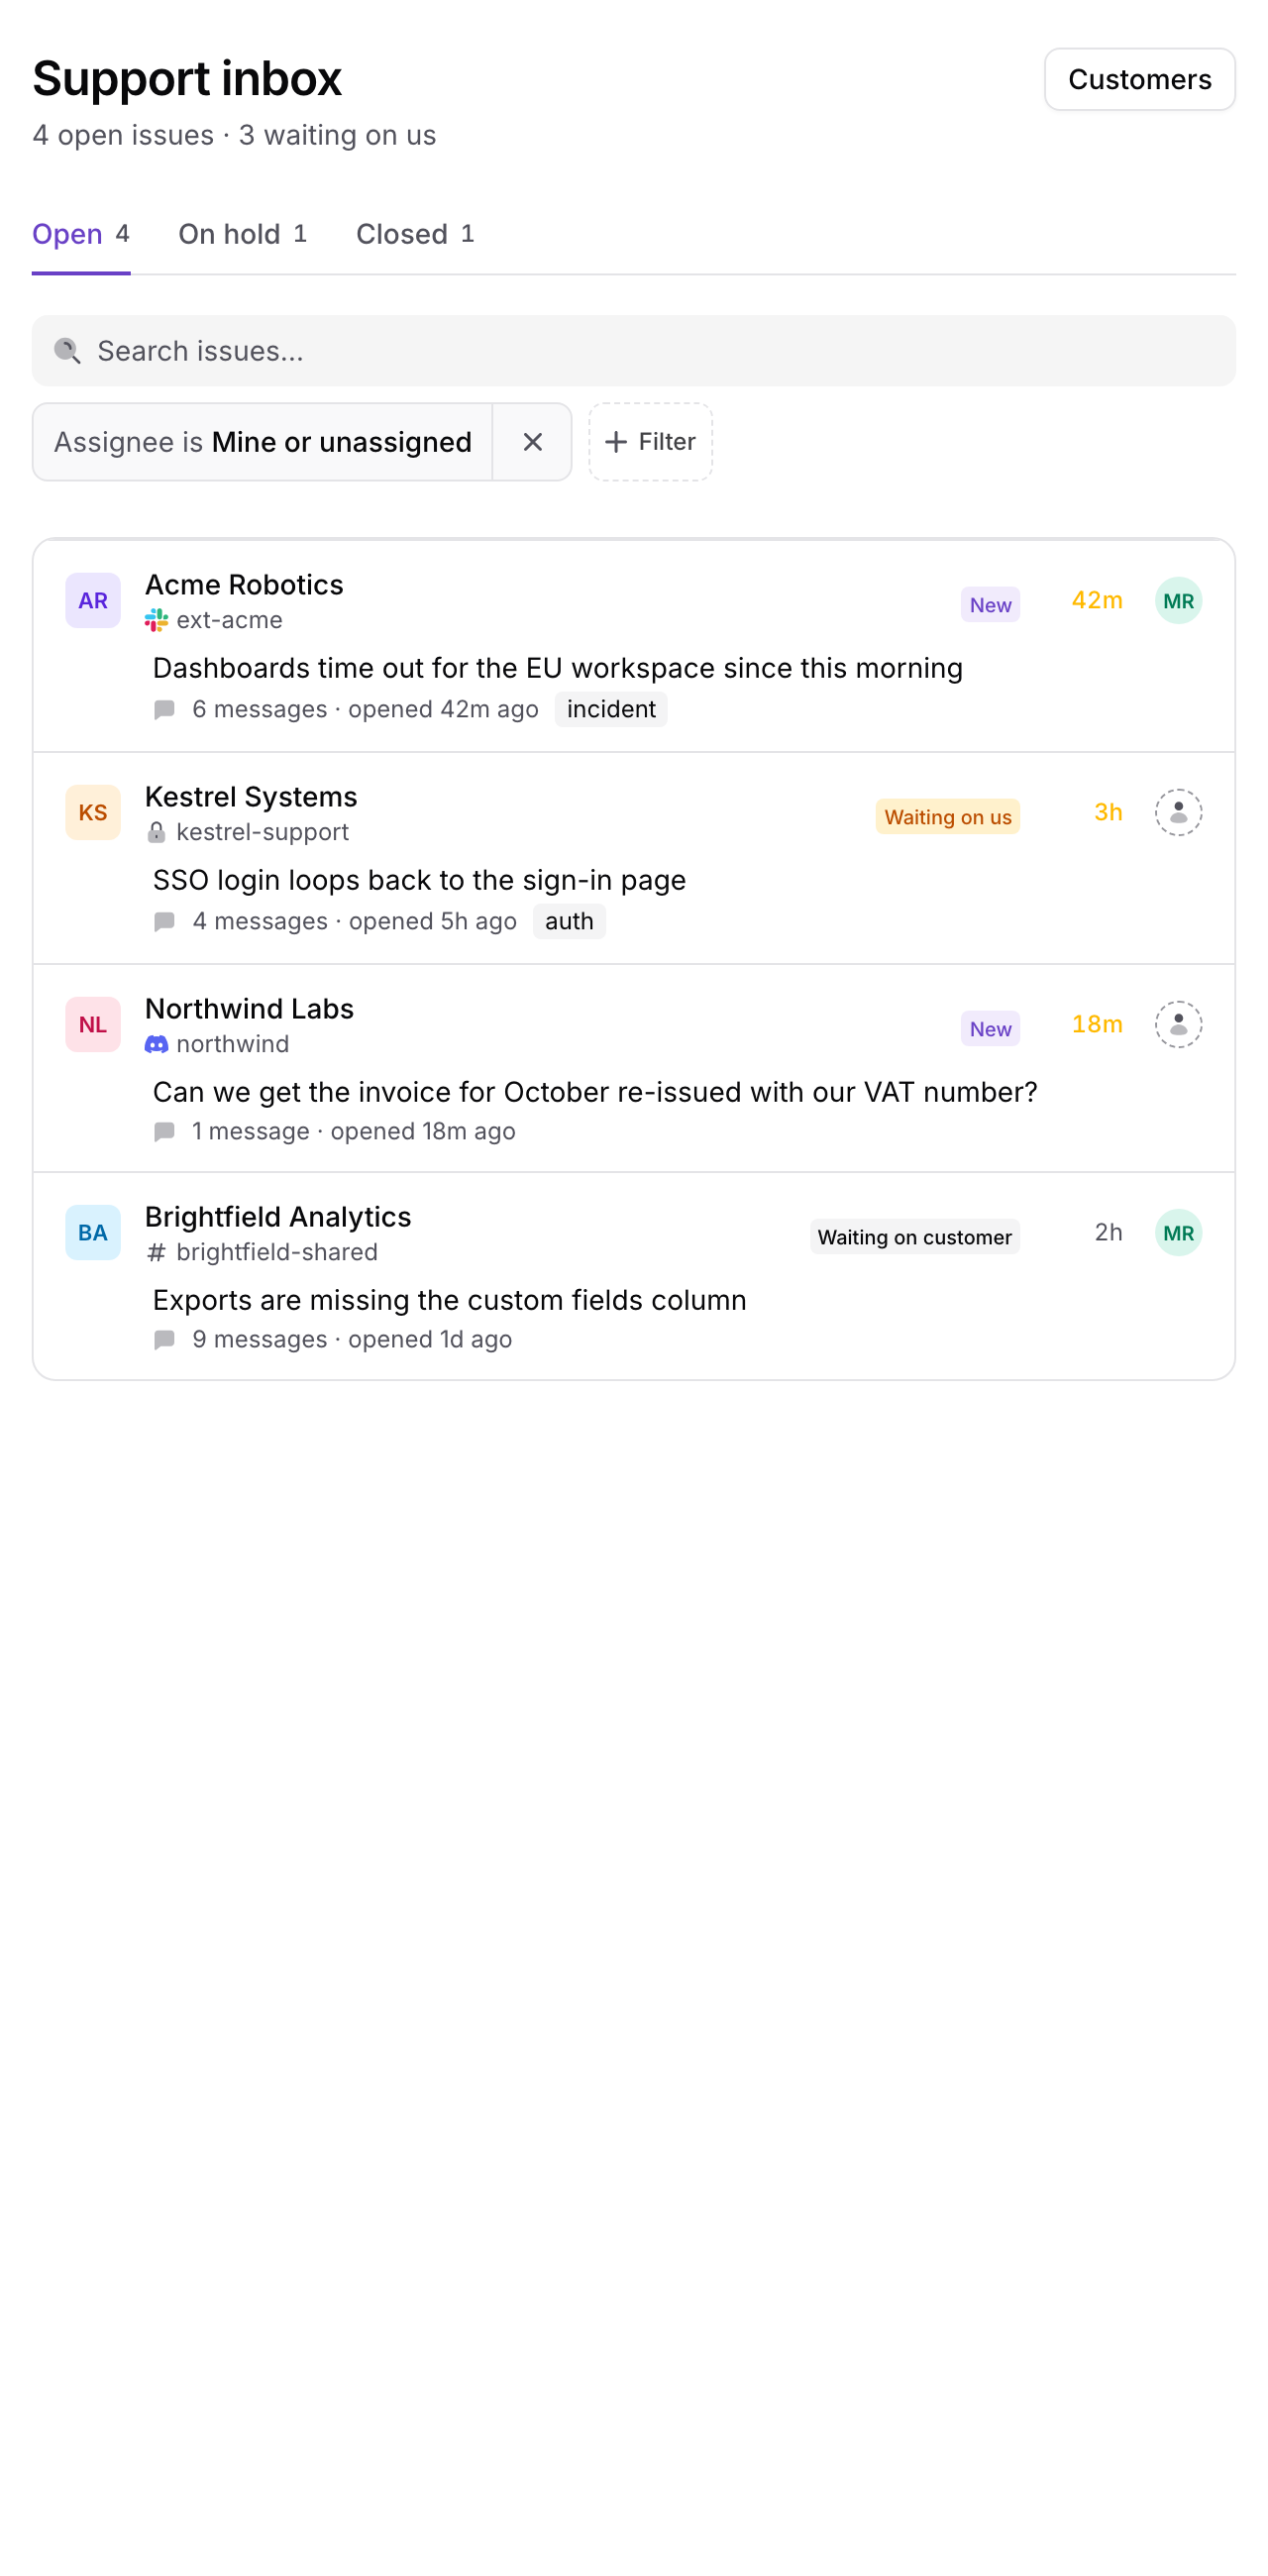 Support inbox
Customers
4 open issues · 3 waiting on us
Open 4 On hold 1 Closed 1
Search issues...
Assignee is Mine or unassigned
Filter
AR Acme Robotics New 42m MR
ext-acme
Dashboards time out for the EU workspace since this morning
6 messages · opened 42m ago incident
KS Kestrel Systems Waiting on us 3h
kestrel-support
SSO login loops back to the sign-in page
4 messages · opened 5h ago auth
NL Northwind Labs New 18m
northwind
Can we get the invoice for October re-issued with our VAT number?
1 message · opened 18m ago
BA Brightfield Analytics Waiting on customer 2h MR
# brightfield-shared
Exports are missing the custom fields column
9 messages · opened 1d ago